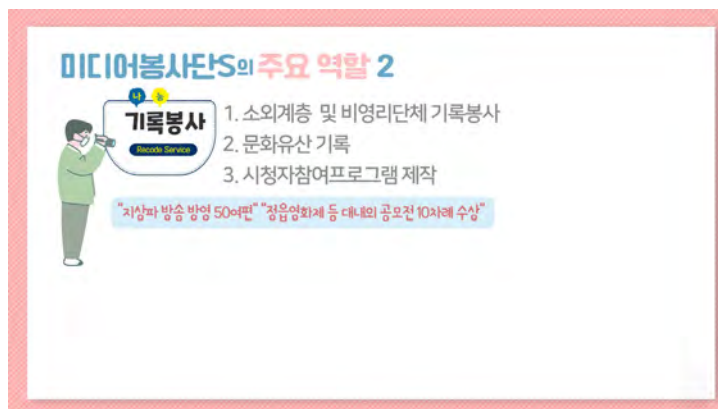 미디어봉사단S의 주요 역할 2
나눔
기록봉사
Recode Service
1. 소외계층 및 비영리단체 기록봉사
2. 문화유산 기록
3. 시청자참여프로그램 제작
"지상파 방송 방영 50여편" "정읍영화제 등 대내외 공모전 10차례 수상"